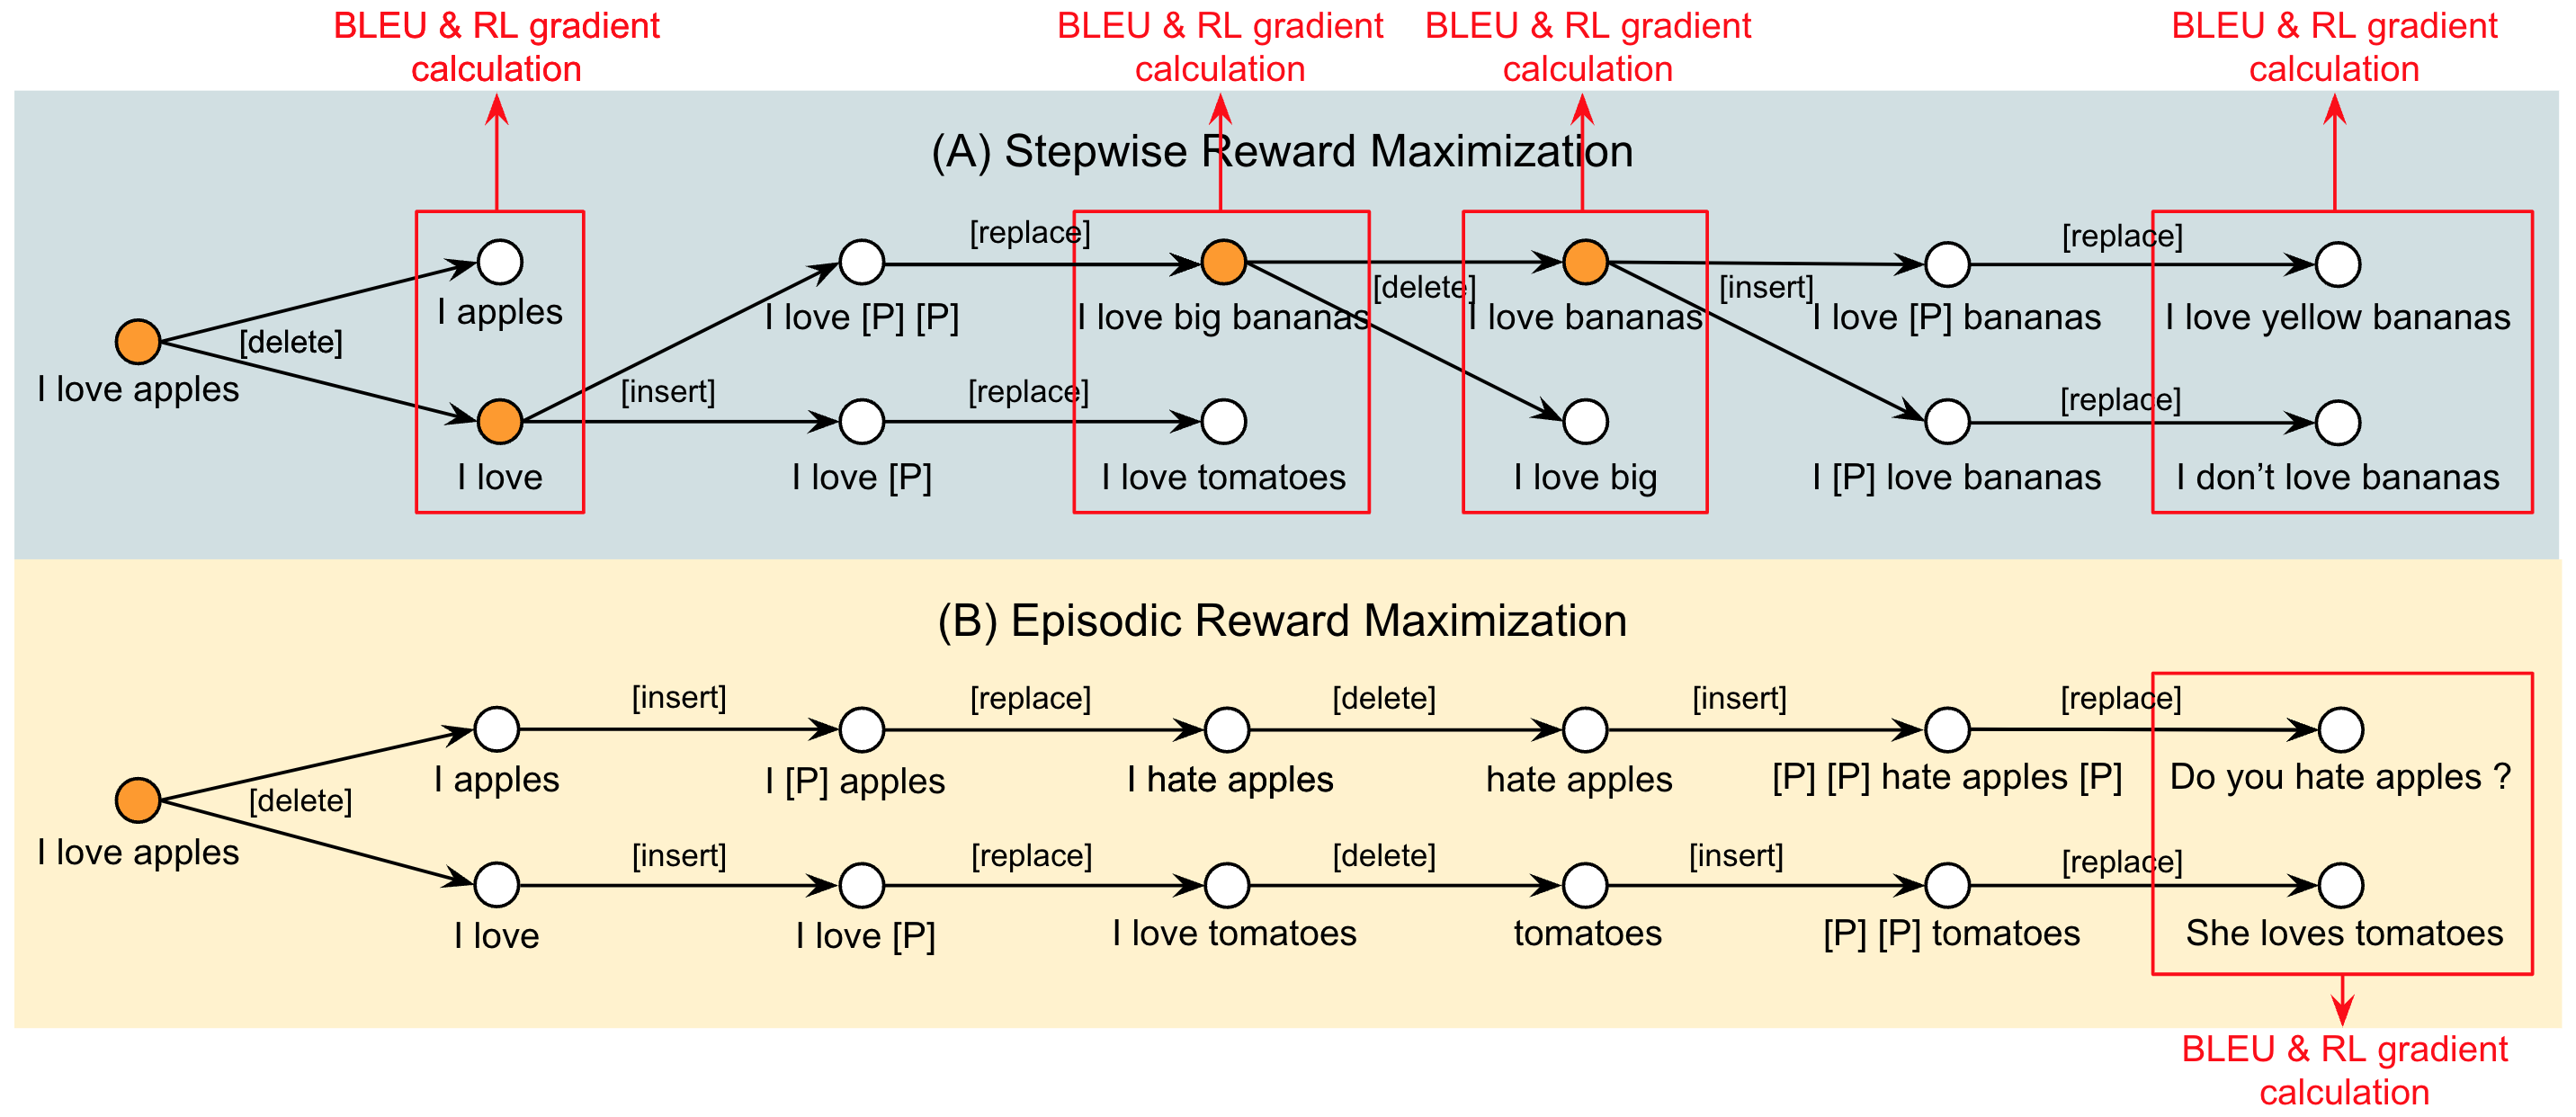 BLEU & RL gradient
calculation
BLEU & RL gradient
calculation
BLEU & RL gradient
calculation
BLEU & RL gradient
calculation
(A) Stepwise Reward Maximization
[replace]
[replace]
[delete]
[insert]
I apples
I love [P] [P]
I love big bananas
I love bananas
I love [P] bananas
I love yellow bananas
[delete]
I love apples
[insert]
[replace]
[replace]
I love
I love [P]
I love tomatoes
I love big
I [P] love bananas
I don't love bananas
(B) Episodic Reward Maximization
[insert]
[replace]
[delete]
[insert]
[replace]
I apples
I [P] apples
I hate apples
hate apples
[P] [P] hate apples [P]
Do you hate apples ?
[delete]
I love apples
[insert]
[replace]
[delete]
[insert]
[replace]
I love
I love [P]
I love tomatoes
tomatoes
[P] [P] tomatoes
She loves tomatoes
BLEU & RL gradient
calculation